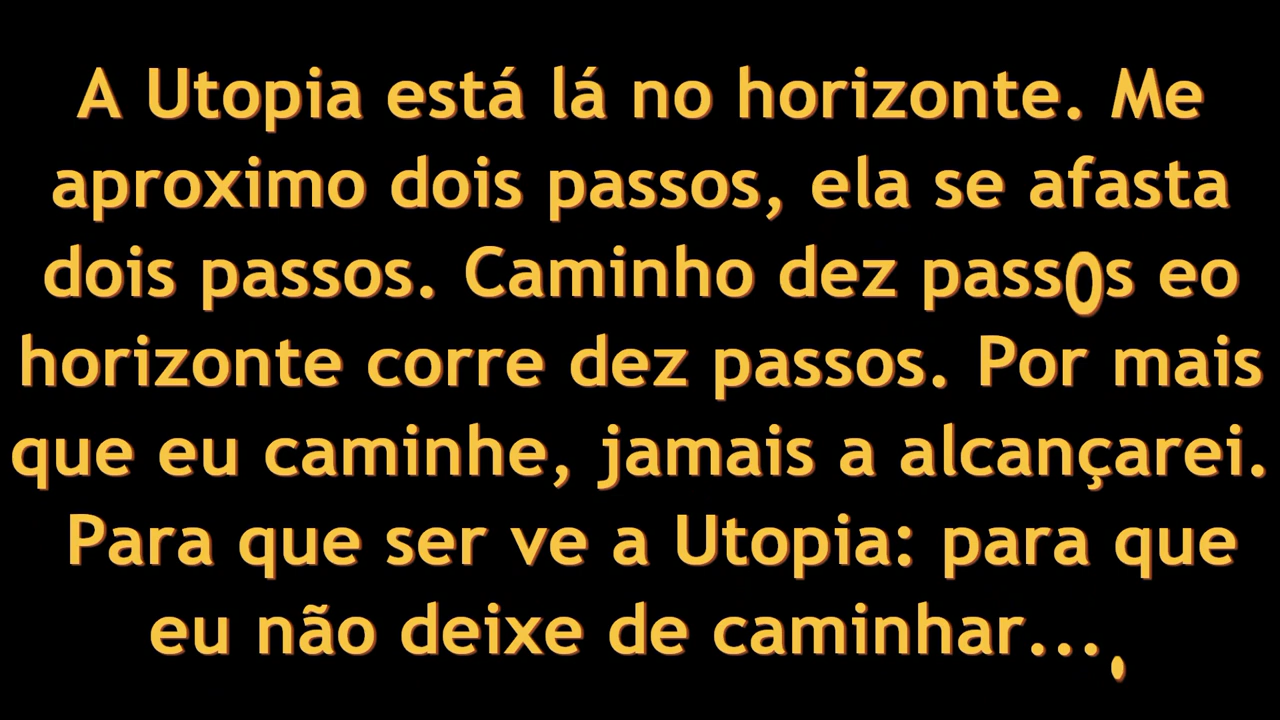 A Utopia está lá no horizonte. Me
aproximo dois passos, ela se afasta
dois passos. Caminho dez passos eo
horizonte corre dez passos. Por mais
que eu caminhe, jamais a alcançarei.
Para que ser ve a Utopia: para que
eu não deixe de caminhar...